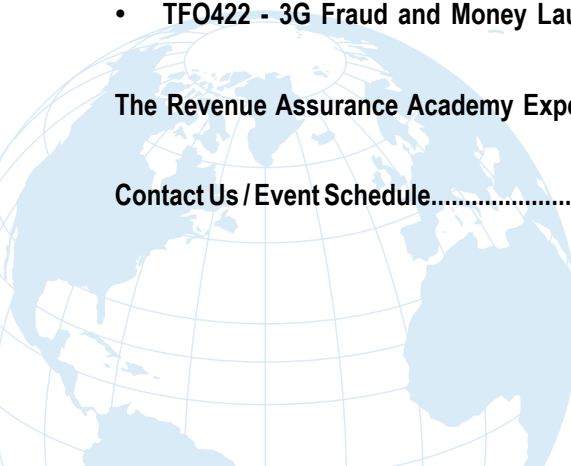 • TFO422 - 3G Fraud and Money
The Revenue Assurance Academy
Contact Us / Event Schedule.....................